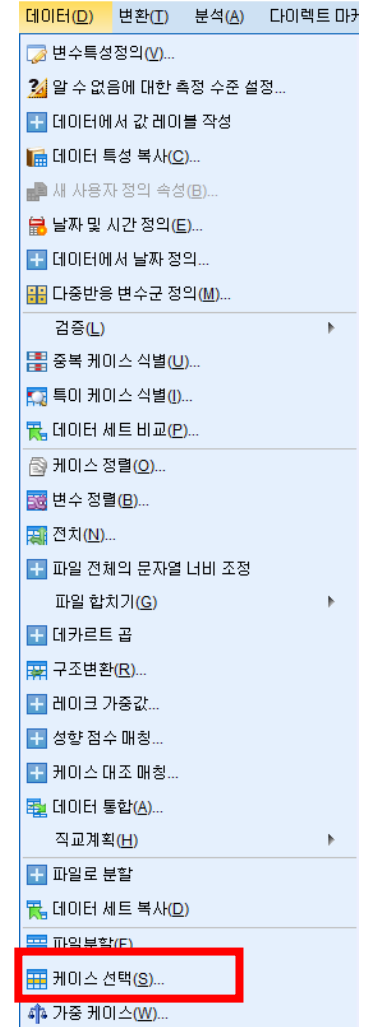 데이터(D) 변환(T) 분석(A) 다이렉트 마케
변수특성정의(V)...
알 수 없음에 대한 측정 수준 설정...
데이터에서 값 레이블 작성
데이터 특성 복사(C)...
새 사용자 정의 속성(B)...
날짜 및 시간 정의(E)...
데이터에서 날짜 정의...
다중반응 변수군 정의(M)...
검증(L)
중복 케이스 식별(U)...
특이 케이스 식별(I)...
데이터 세트 비교(P)...
케이스 정렬(O)...
변수 정렬(B)...
전치(N)...
파일 전체의 문자열 너비 조정
파일 합치기(G)
데카르트 곱
구조변환(R)...
레이크 가중값...
성향 점수 매칭...
케이스 대조 매칭...
데이터 통합(A)...
직교계획(H)
파일로 분할
데이터 세트 복사(D)
파일분할(F)...
케이스 선택(S)...
가중 케이스(W)...